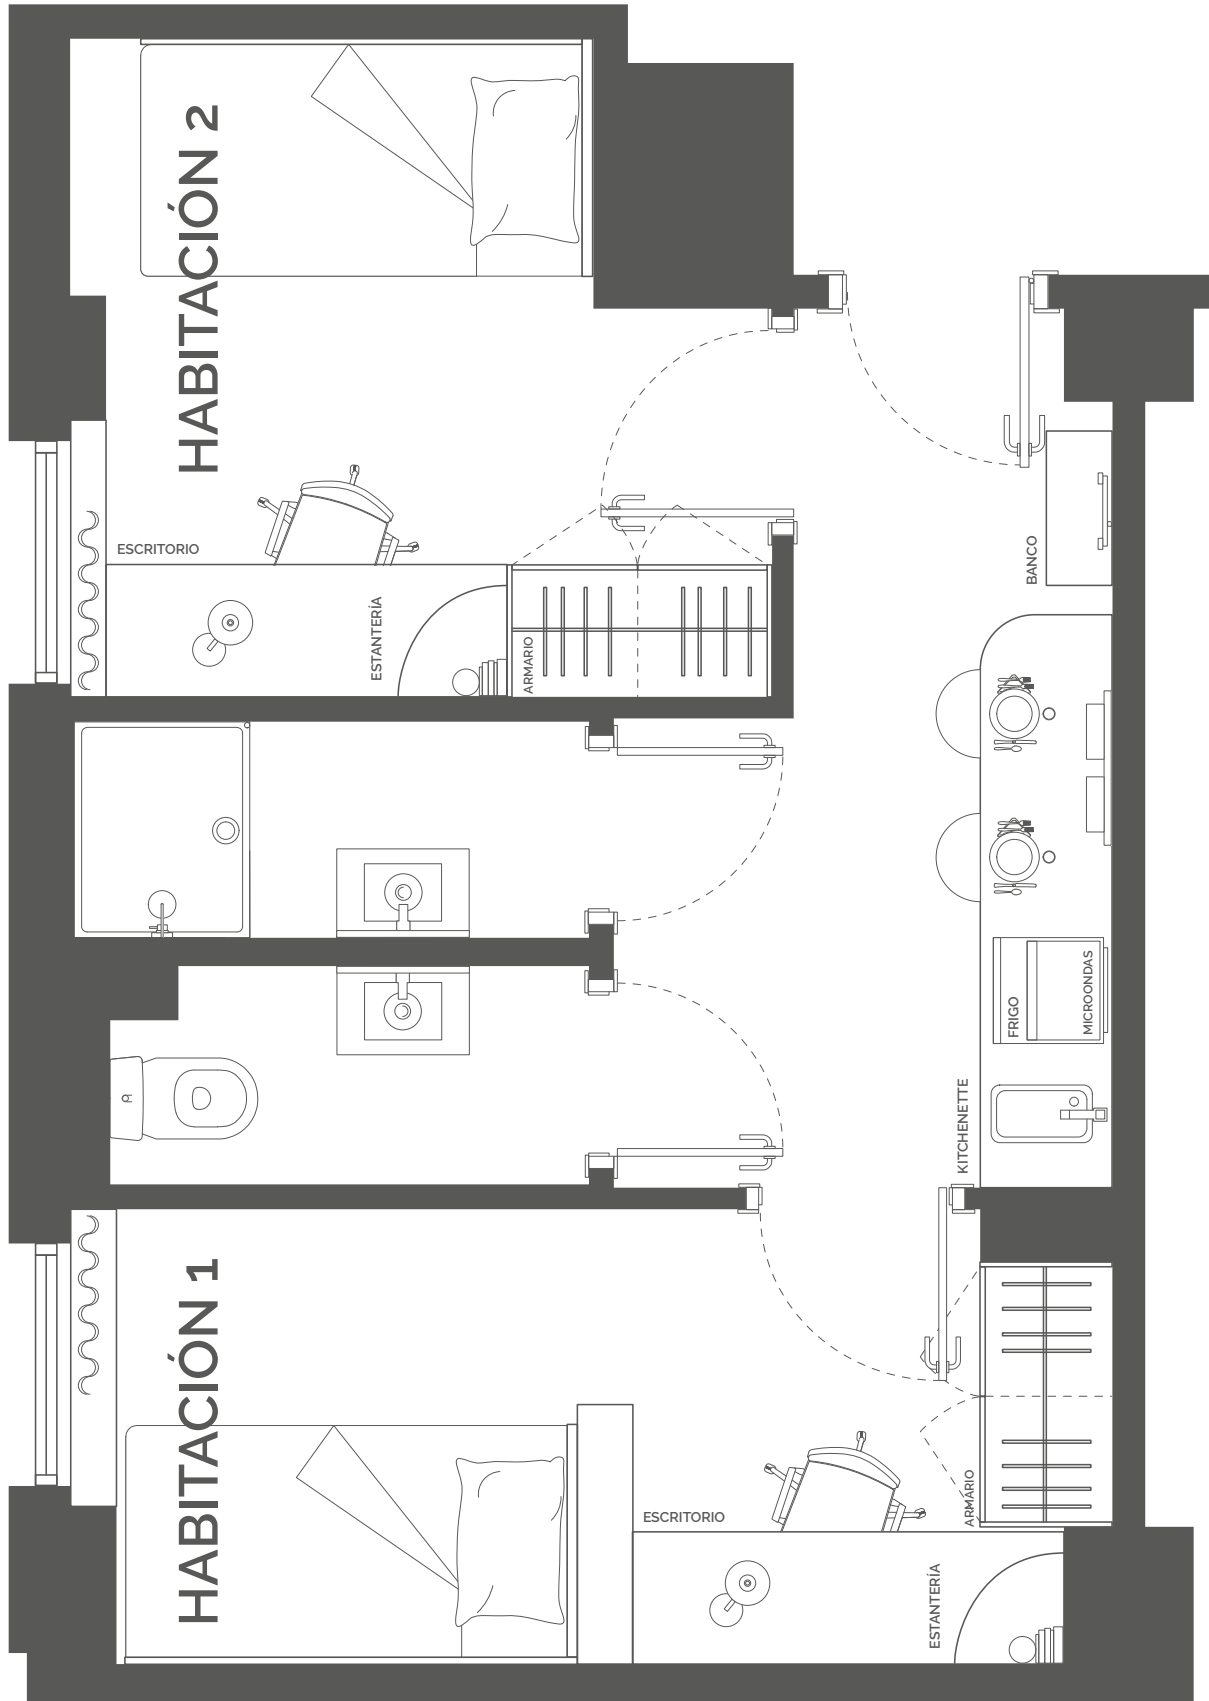 HABITACIÓN 2
ESCRITORIO
ESTANTERÍA
ARMARIO
BANCO
FRIGO
MICROONDAS
KITCHENETTE
HABITACIÓN 1
ESCRITORIO
ARMARIO
ESTANTERÍA